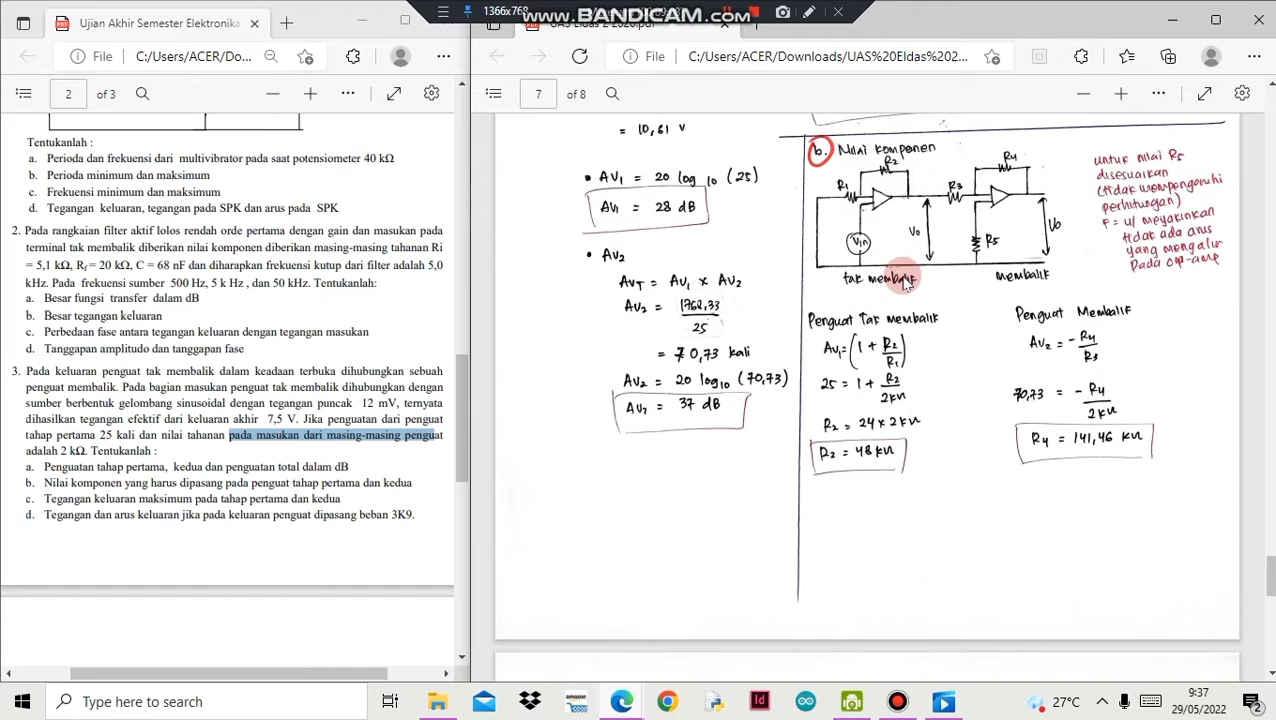 1366x768
www.BANDICAM.com
Ujian Akhir Semester Elektronika
UAS Eldas 2 2020.pdf
File
C:/Users/ACER/Do...
File
C:/Users/ACER/Downloads/UAS%20Eldas%202...
2 of 3
7 of 8
Tentukanlah :
a. Perioda dan frekuensi dari multivibrator pada saat potensiometer 40 kΩ
b. Perioda minimum dan maksimum
c. Frekuensi minimum dan maksimum
d. Tegangan keluaran, tegangan pada SPK dan arus pada SPK
2. Pada rangkaian filter aktif lolos rendah orde pertama dengan gain dan masukan pada
terminal tak membalik diberikan nilai komponen diberikan masing-masing tahanan Ri
= 5,1 kΩ, Rf = 20 kΩ, C = 68 nF dan diharapkan frekuensi kutup dari filter adalah 5,0
kHz. Pada frekuensi sumber 500 Hz, 5 k Hz, dan 50 kHz. Tentukanlah:
a. Besar fungsi transfer dalam dB
b. Besar tegangan keluaran
c. Perbedaan fase antara tegangan keluaran dengan tegangan masukan
d. Tanggapan amplitudo dan tanggapan fase
3. Pada keluaran penguat tak membalik dalam keadaan terbuka dihubungkan sebuah
penguat membalik. Pada bagian masukan penguat tak membalik dihubungkan dengan
sumber berbentuk gelombang sinusoidal dengan tegangan puncak 12 mV, ternyata
dihasilkan tegangan efektif dari keluaran akhir 7,5 V. Jika penguatan dari penguat
tahap pertama 25 kali dan nilai tahanan pada masukan dari masing-masing penguat
adalah 2 kΩ. Tentukanlah :
a. Penguatan tahap pertama, kedua dan penguatan total dalam dB
b. Nilai komponen yang harus dipasang pada penguat tahap pertama dan kedua
c. Tegangan keluaran maksimum pada tahap pertama dan kedua
d. Tegangan dan arus keluaran jika pada keluaran penguat dipasang beban 3K9.
= 10,61 V
• AV1 = 20 log 10 (25)
AV1 = 28 dB
• AV2
AVT = AV1 x AV2
AV2 = 1768,33
25
= 70,73 kali
AV2 = 20 log10 (70,73)
AV2 = 37 dB
b. Nilai komponen
R2
R4
R1
R3
Vin
Vo
R5
Vo
tak membalik
membalik
untuk nilai R5
disesuaikan
(tidak mempengaruhi
perhitungan)
F = u/ meyakinkan
tidak ada arus
yang mengalir
pada op-amp
Penguat Tak membalik
AV1 = (1 + R2
R1)
25 = 1 + R2
2kΩ
R2 = 24 x 2kΩ
R2 = 48 kΩ
Penguat Membalik
AV2 = - R4
R3
70,73 = - R4
2kΩ
R4 = 141,46 kΩ
Type here to search
27°C
9:37
29/05/2022
2